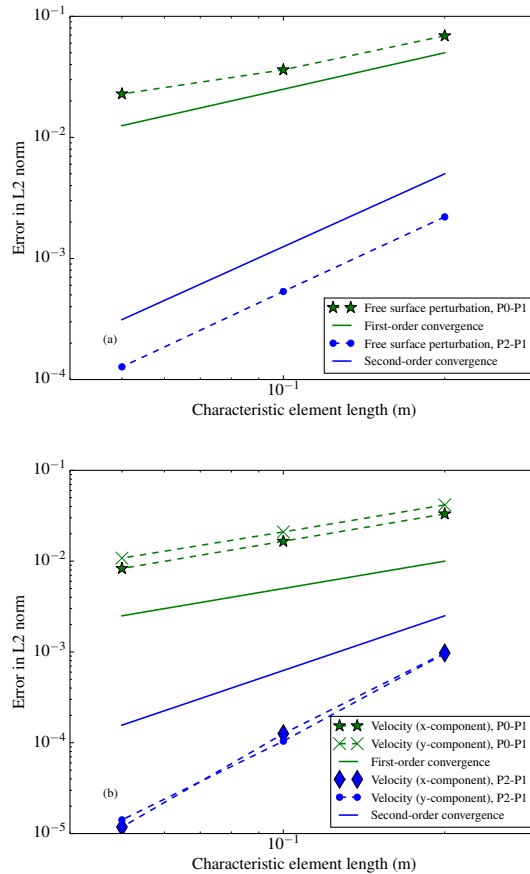 10⁻¹
10⁻²
10⁻³
10⁻⁴
Error in L2 norm
(a)
Free surface perturbation, P0-P1
First-order convergence
Free surface perturbation, P2-P1
Second-order convergence
10⁻¹
Characteristic element length (m)
10⁻¹
10⁻²
10⁻³
10⁻⁴
10⁻⁵
Error in L2 norm
(b)
Velocity (x-component), P0-P1
Velocity (y-component), P0-P1
First-order convergence
Velocity (x-component), P2-P1
Velocity (y-component), P2-P1
Second-order convergence
10⁻¹
Characteristic element length (m)